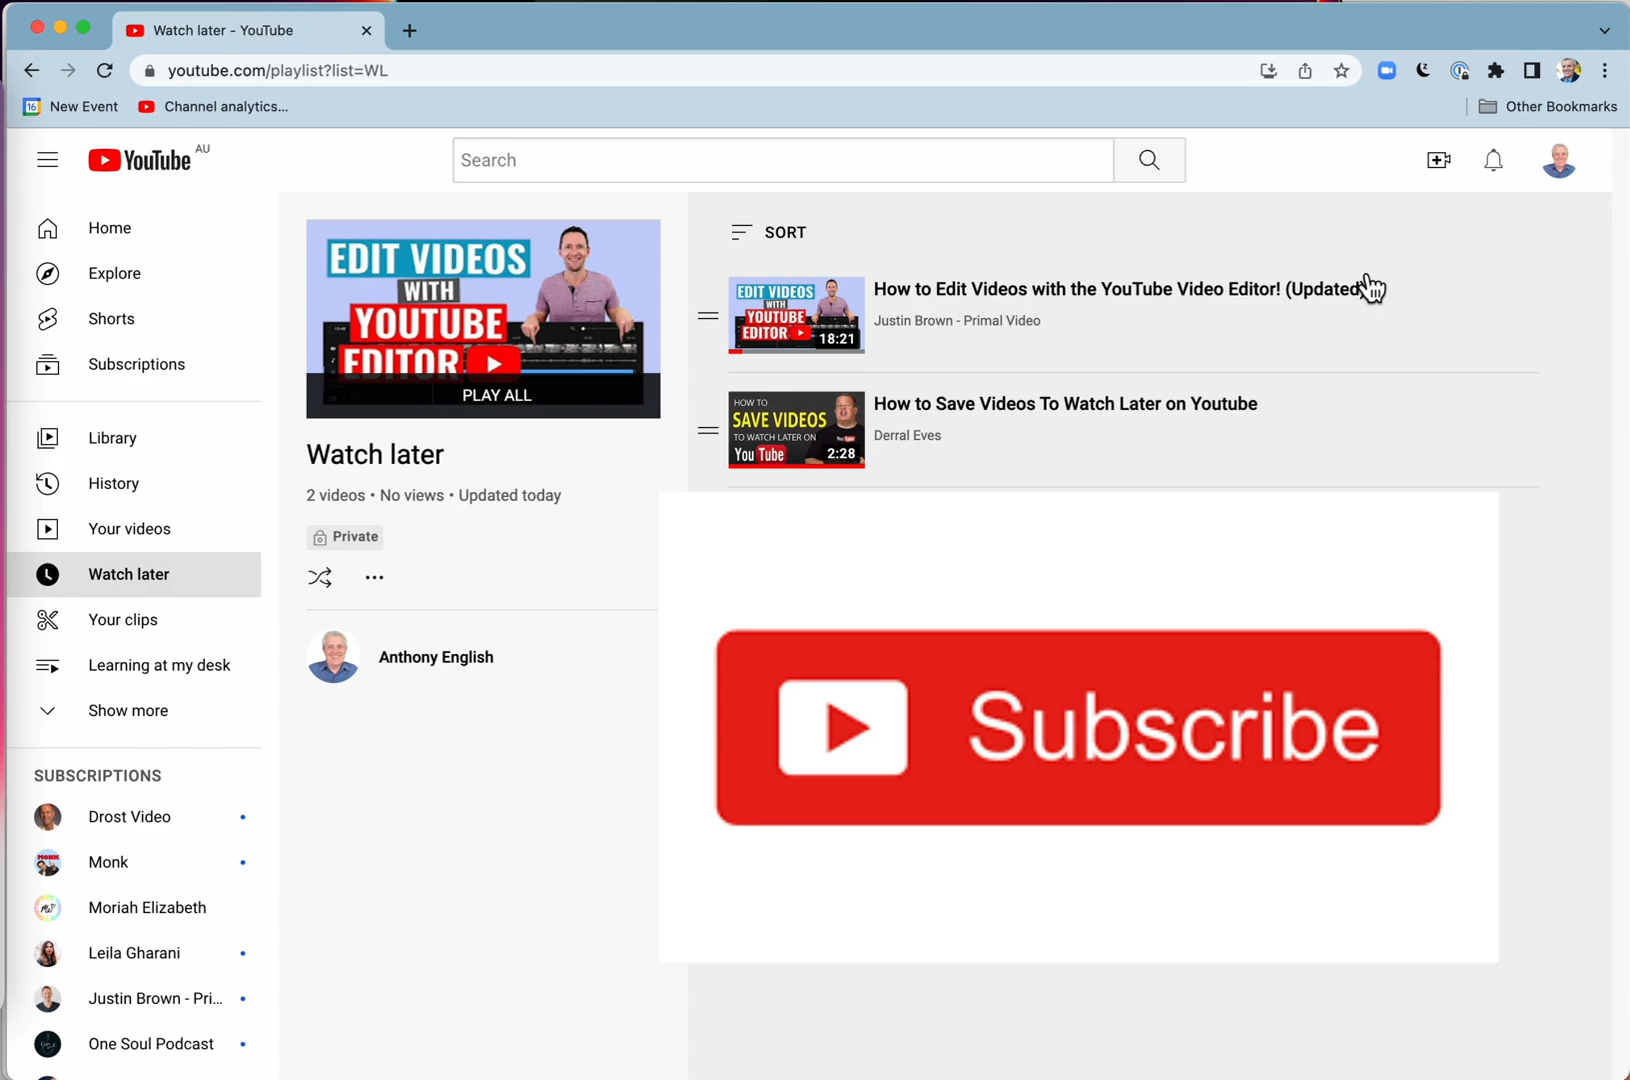 Watch later - YouTube
youtube.com/playlist?list=WL
16 New Event
Channel analytics...
Other Bookmarks
YouTube AU
Search
Home
Explore
Shorts
Subscriptions
Library
History
Your videos
Watch later
Your clips
Learning at my desk
Show more
SUBSCRIPTIONS
Drost Video
Monk
Moriah Elizabeth
Leila Gharani
Justin Brown - Pri...
One Soul Podcast
EDIT VIDEOS
WITH
YOUTUBE
EDITOR
PLAY ALL
Watch later
2 videos • No views • Updated today
Private
Anthony English
SORT
EDIT VIDEOS
WITH
YOUTUBE
EDITOR
18:21
How to Edit Videos with the YouTube Video Editor! (Updated
Justin Brown - Primal Video
HOW TO
SAVE VIDEOS
TO WATCH LATER ON
YouTube
2:28
How to Save Videos To Watch Later on Youtube
Derral Eves
Subscribe